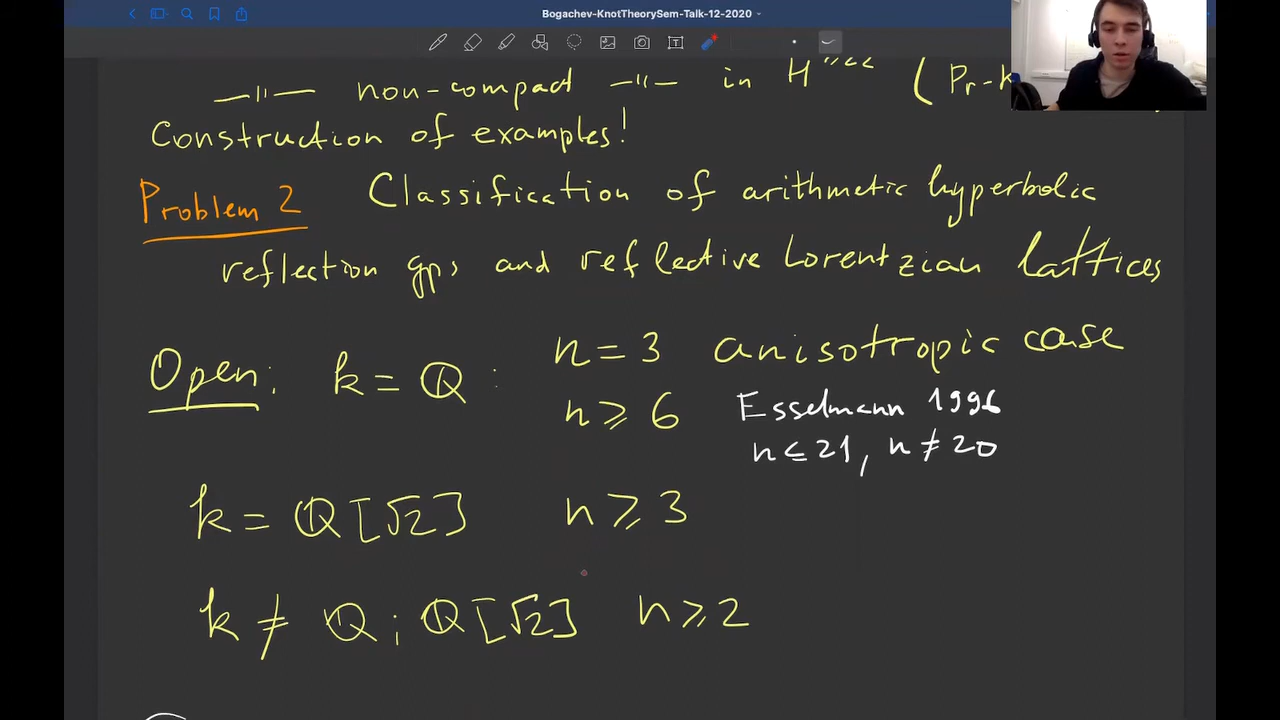 Bogachev-KnotTheorySem-Talk-12-2020
—"— non-compact —"— in H (Pr-
Construction of examples!
Problem 2 Classification of arithmetic hyperbolic
reflection gps and reflective Lorentzian lattices
Open: k = ℚ : n = 3 anisotropic case
n ⩾ 6 Esselmann 1996
n ≤ 21, n ≠ 20
k = ℚ[√2] n ⩾ 3
k ≠ ℚ; ℚ[√2] n ⩾ 2